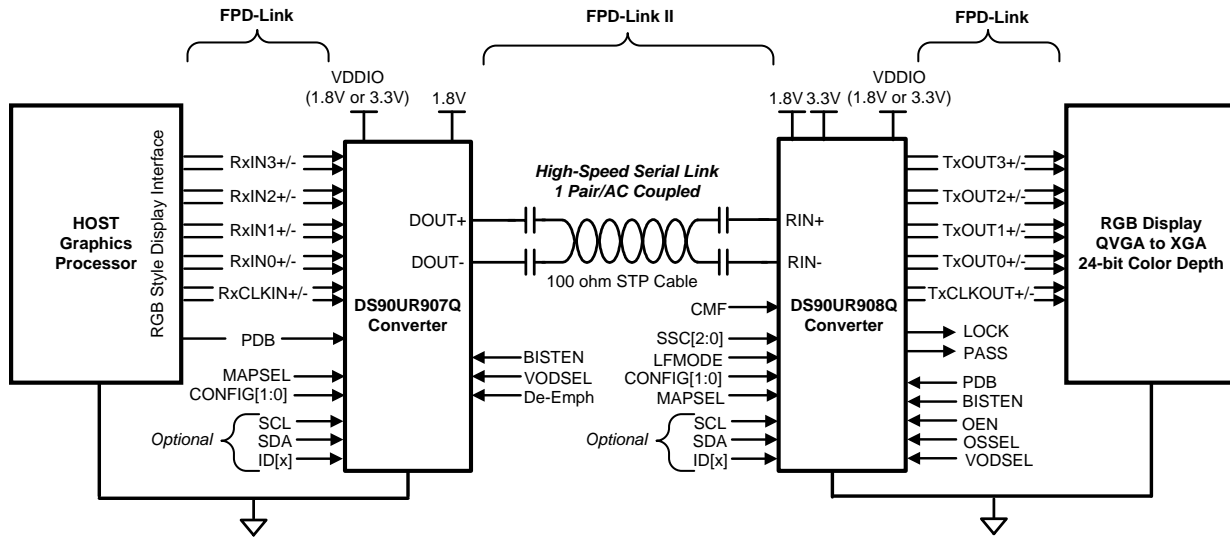 FPD-Link
FPD-Link II
FPD-Link
VDDIO
(1.8V or 3.3V)
1.8V
1.8V
3.3V
VDDIO
(1.8V or 3.3V)
HOST
Graphics
Processor
RGB Style Display Interface
RxIN3+/-
RxIN2+/-
RxIN1+/-
RxIN0+/-
RxCLKIN+/-
PDB
MAPSEL
CONFIG[1:0]
Optional
SCL
SDA
ID[x]
DOUT+
DOUT-
DS90UR907Q
Converter
BISTEN
VODSEL
De-Emph
High-Speed Serial Link
1 Pair/AC Coupled
100 ohm STP Cable
CMF
SSC[2:0]
LFMODE
CONFIG[1:0]
MAPSEL
Optional
SCL
SDA
ID[x]
RIN+
RIN-
DS90UR908Q
Converter
TxOUT3+/-
TxOUT2+/-
TxOUT1+/-
TxOUT0+/-
TxCLKOUT+/-
LOCK
PASS
PDB
BISTEN
OEN
OSSEL
VODSEL
RGB Display
QVGA to XGA
24-bit Color Depth